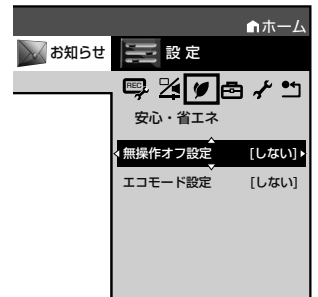 ホーム
お知らせ
設定
REC
安心・省エネ
無操作オフ設定 [しない]
エコモード設定 [しない]